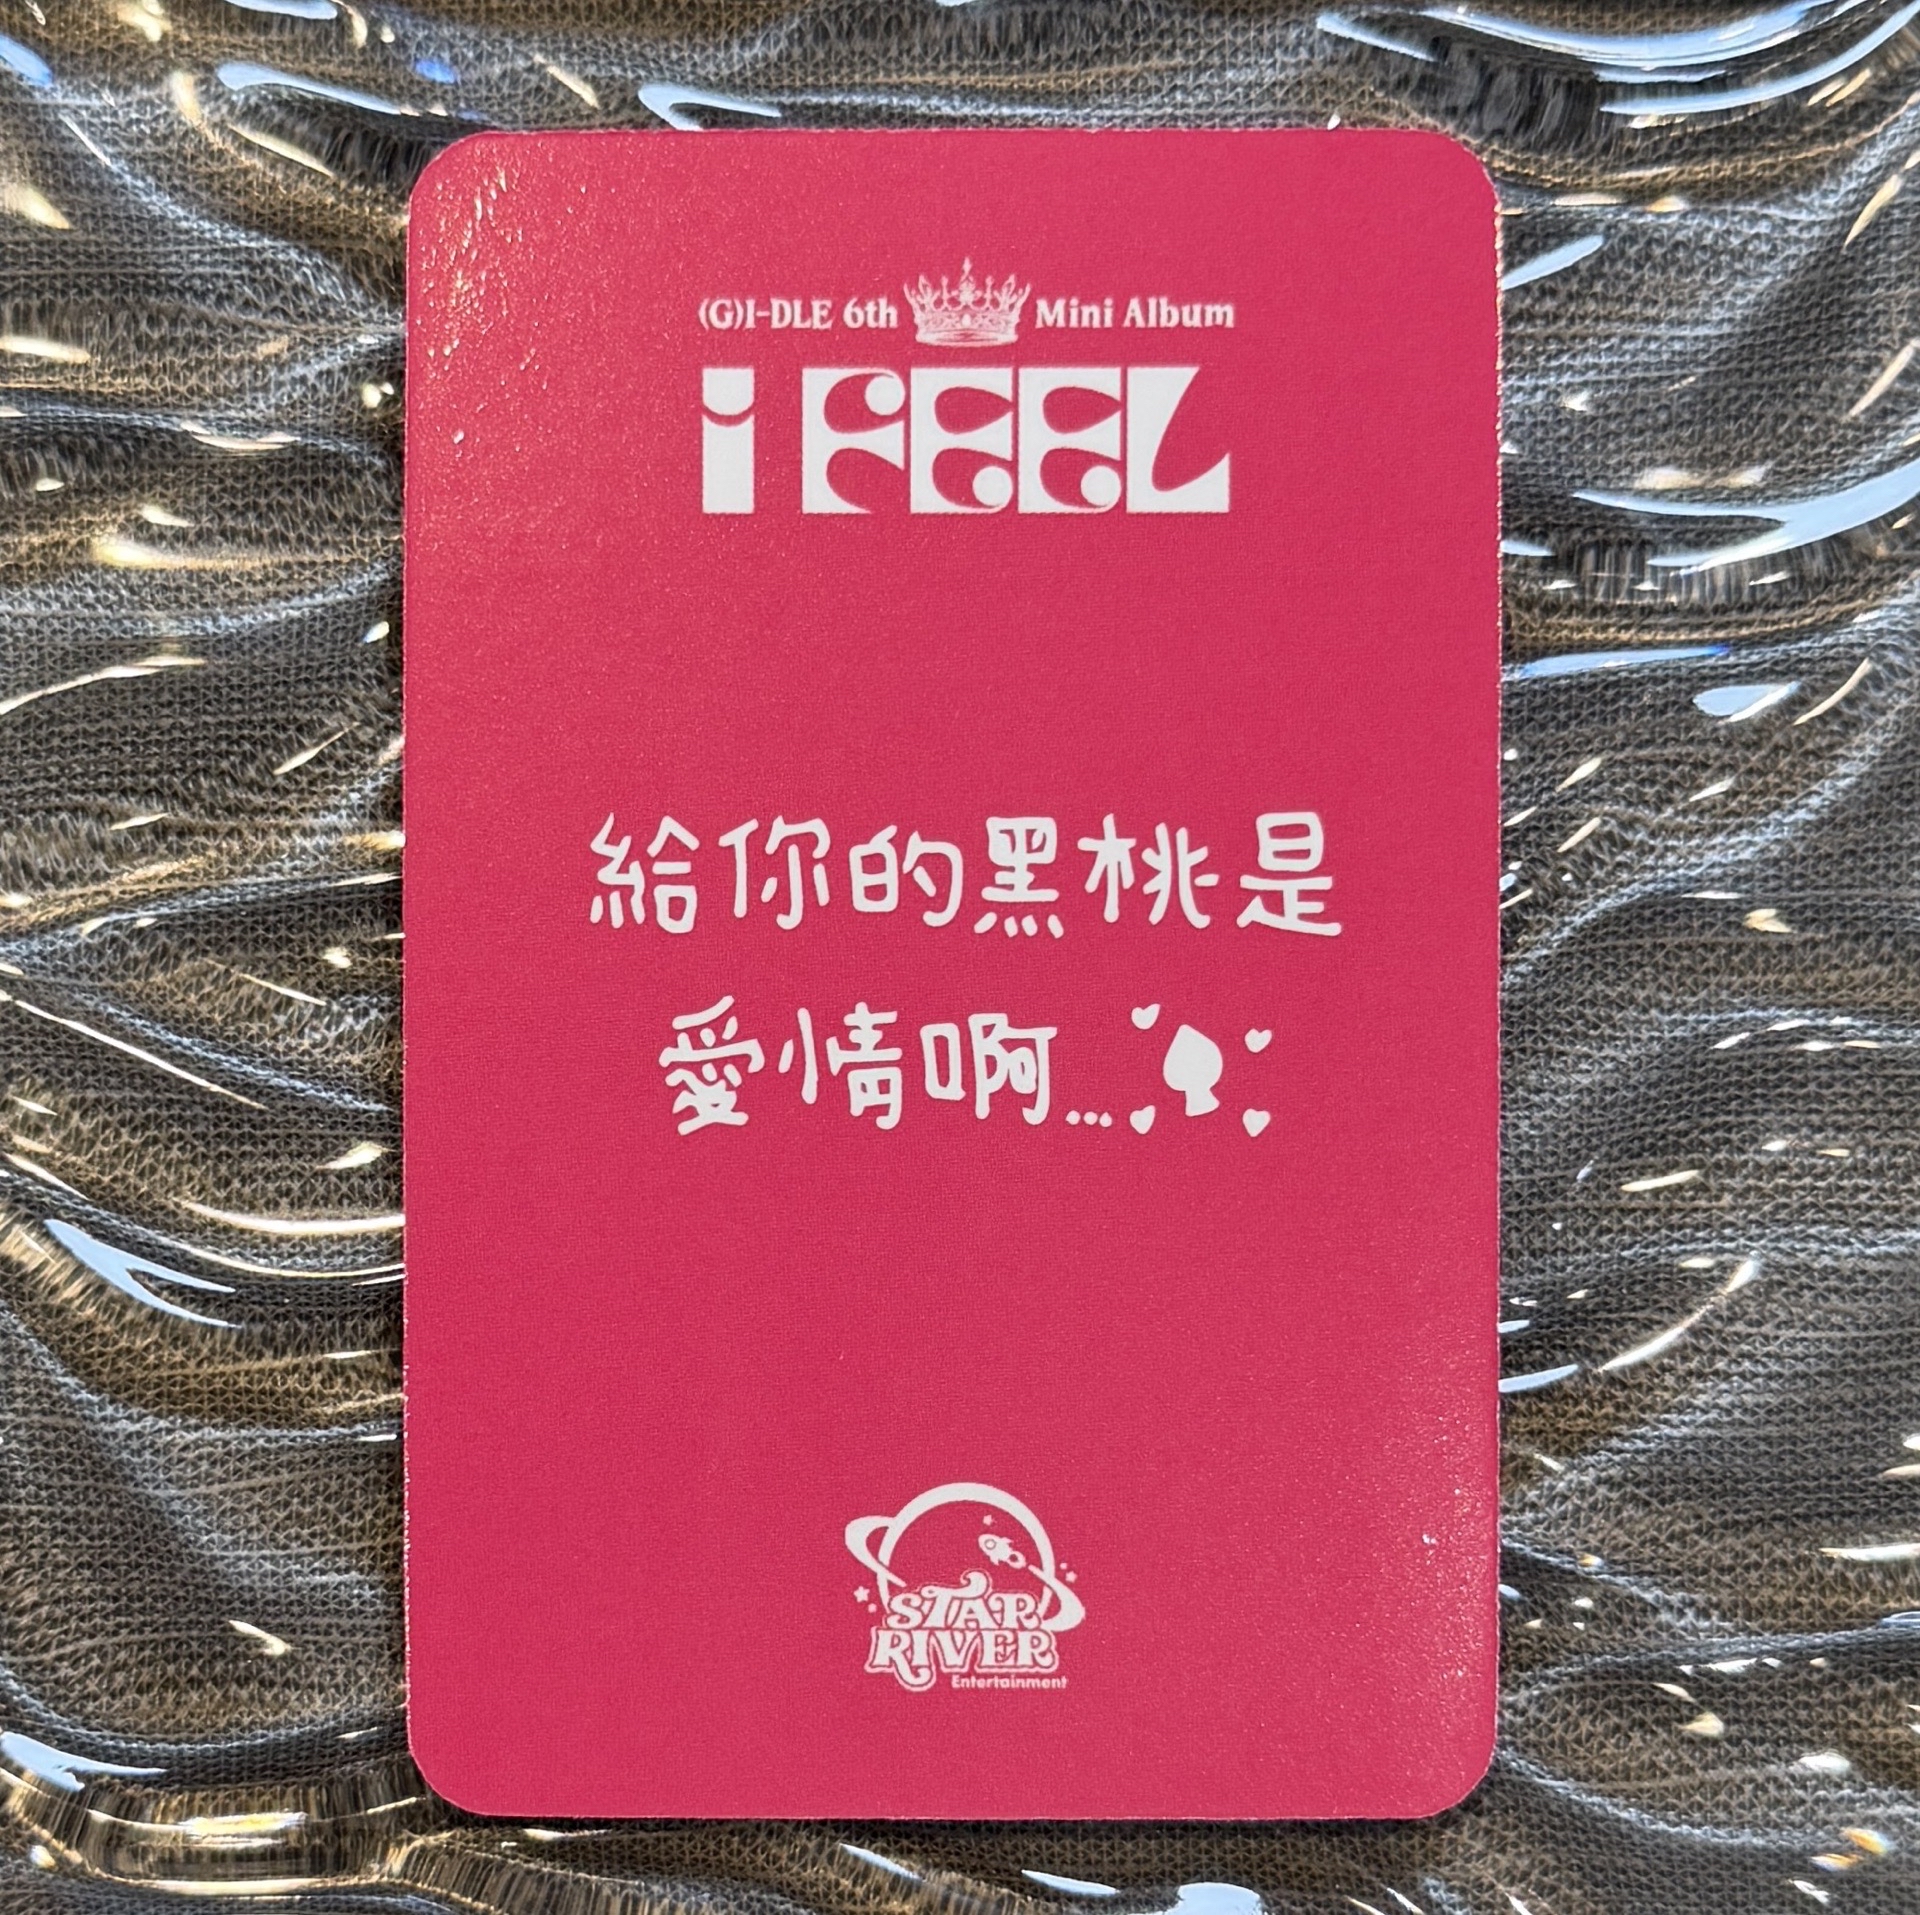 (G)I-DLE 6th Mini Album
i FEEL
給你的黑桃是
愛情啊...
STAR
RIVER
Entertainment